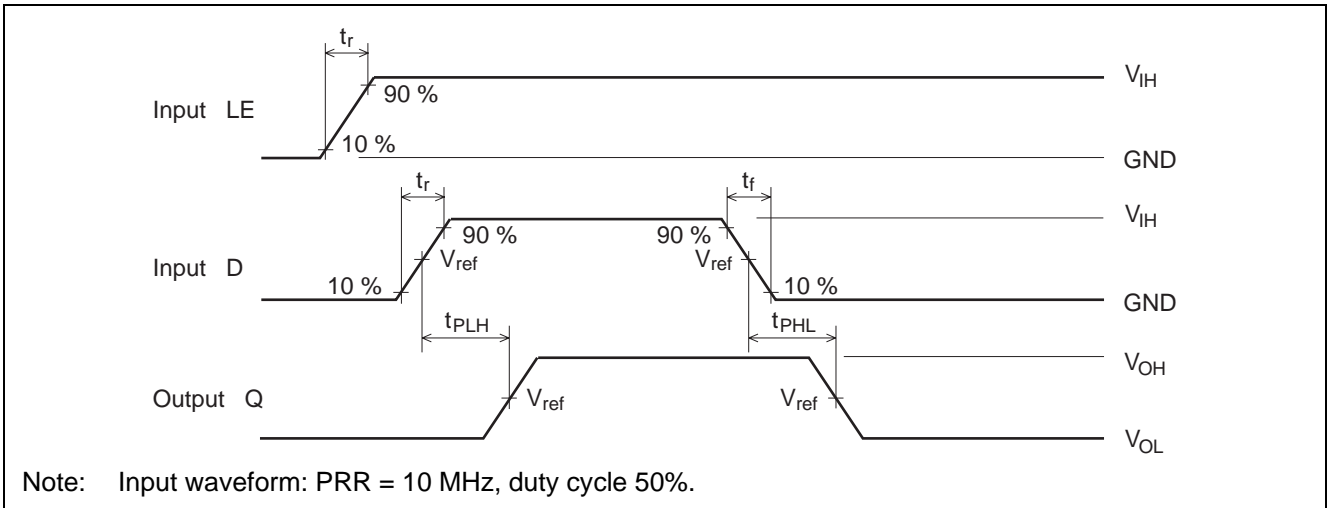 tr
Input LE
90 %
10 %
VIH
GND
tr
tf
VIH
90 %
90 %
Input D
Vref
Vref
10 %
10 %
GND
tPLH
tPHL
VOH
Output Q
Vref
Vref
VOL
Note: Input waveform: PRR = 10 MHz, duty cycle 50%.